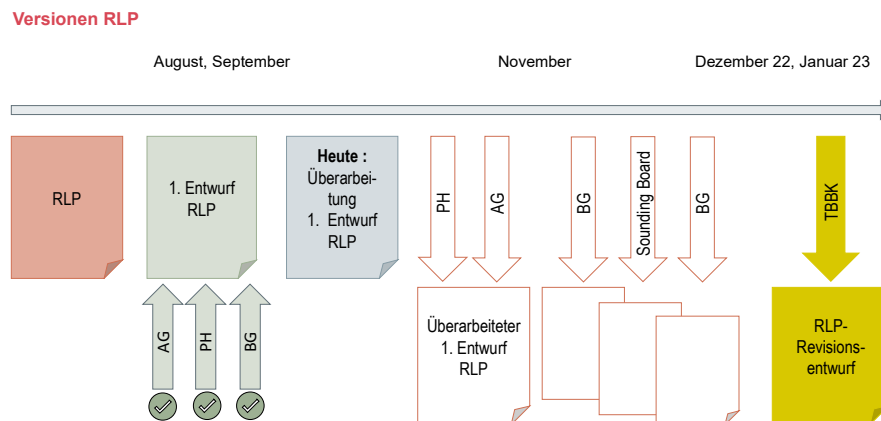 Versionen RLP
August, September
November
Dezember 22, Januar 23
RLP
1. Entwurf
RLP
Heute :
Überarbei-
tung
1. Entwurf
RLP
PH
AG
BG
Sounding Board
BG
TBBK
AG
PH
BG
Überarbeiteter
1. Entwurf
RLP
RLP-
Revisions-
entwurf